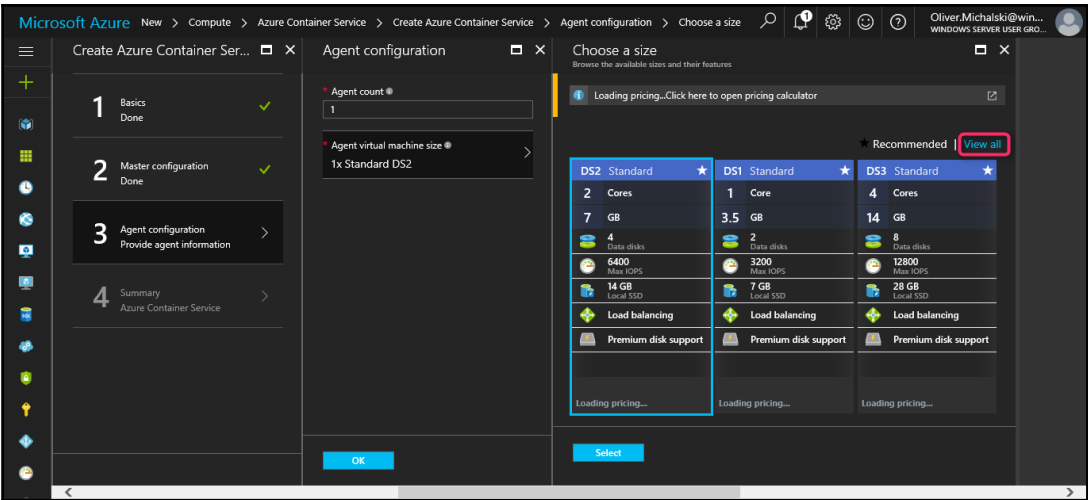 Microsoft Azure New > Compute > Azure Container Service > Create Azure Container Service > Agent configuration > Choose a size
1
Oliver.Michalski@win...
WINDOWS SERVER USER GRO...
Create Azure Container Ser...
1
Basics
Done
2
Master configuration
Done
3
Agent configuration
Provide agent information
4
Summary
Azure Container Service
Agent configuration
* Agent count
1
* Agent virtual machine size
1x Standard DS2
OK
Choose a size
Browse the available sizes and their features
Loading pricing...Click here to open pricing calculator
★ Recommended | View all
DS2 Standard ★
2 Cores
7 GB
4
Data disks
6400
Max IOPS
14 GB
Local SSD
Load balancing
Premium disk support
Loading pricing...
DS1 Standard ★
1 Core
3.5 GB
2
Data disks
3200
Max IOPS
7 GB
Local SSD
Load balancing
Premium disk support
Loading pricing...
DS3 Standard ★
4 Cores
14 GB
8
Data disks
12800
Max IOPS
28 GB
Local SSD
Load balancing
Premium disk support
Loading pricing...
Select